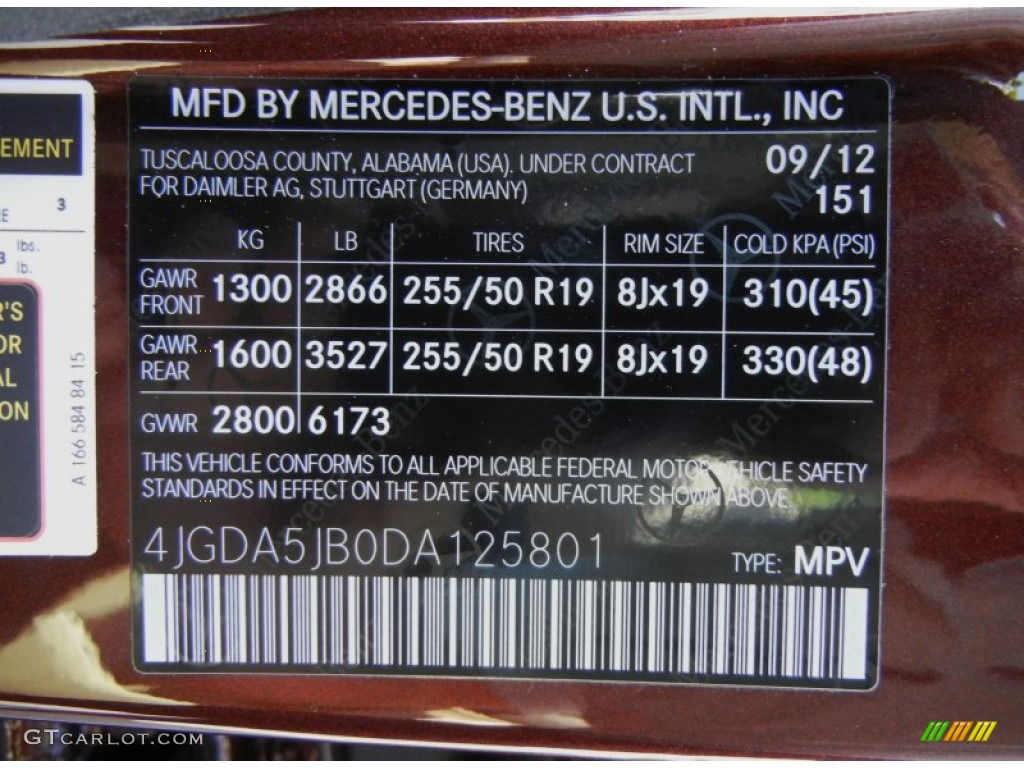 MFD BY MERCEDES-BENZ U.S. INTL., INC
TUSCALOOSA COUNTY, ALABAMA (USA). UNDER CONTRACT 09/12
FOR DAIMLER AG, STUTTGART (GERMANY) 151
KG LB TIRES RIM SIZE COLD KPA (PSI)
GAWR FRONT 1300 2866 255/50 R19 8Jx19 310(45)
GAWR REAR 1600 3527 255/50 R19 8Jx19 330(48)
GVWR 2800 6173
THIS VEHICLE CONFORMS TO ALL APPLICABLE FEDERAL MOTOR VEHICLE SAFETY
STANDARDS IN EFFECT ON THE DATE OF MANUFACTURE SHOWN ABOVE.
4JGDA5JB0DA125801 TYPE: MPV
EMENT
3
lbs.
lb.
R'S
OR
AL
ON
A 166 584 84 15
GTCARLOT.COM